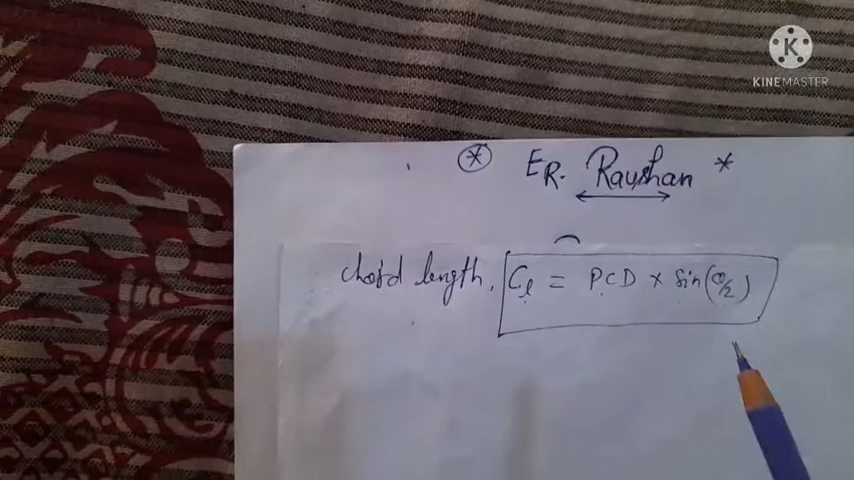 K
KINEMASTER
* ER. Raushan *
chord length, Cl = PCD × Sin(θ/2)